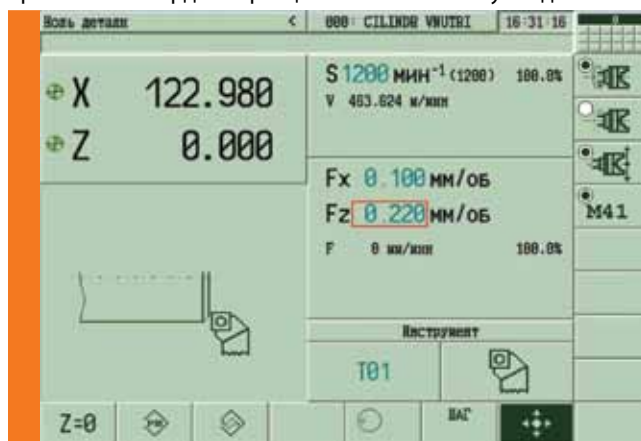 Ноль детали < 000: CILINDR VNUTRI 16:31:16
X 122.980
Z 0.000
S 1200 мин-1 (1200) 100.0%
V 463.624 м/мин
Fx 0.100 мм/об
Fz 0.220 мм/об
F 0 мм/мин 100.0%
Инструмент
T01
M41
Z=0
ШАГ